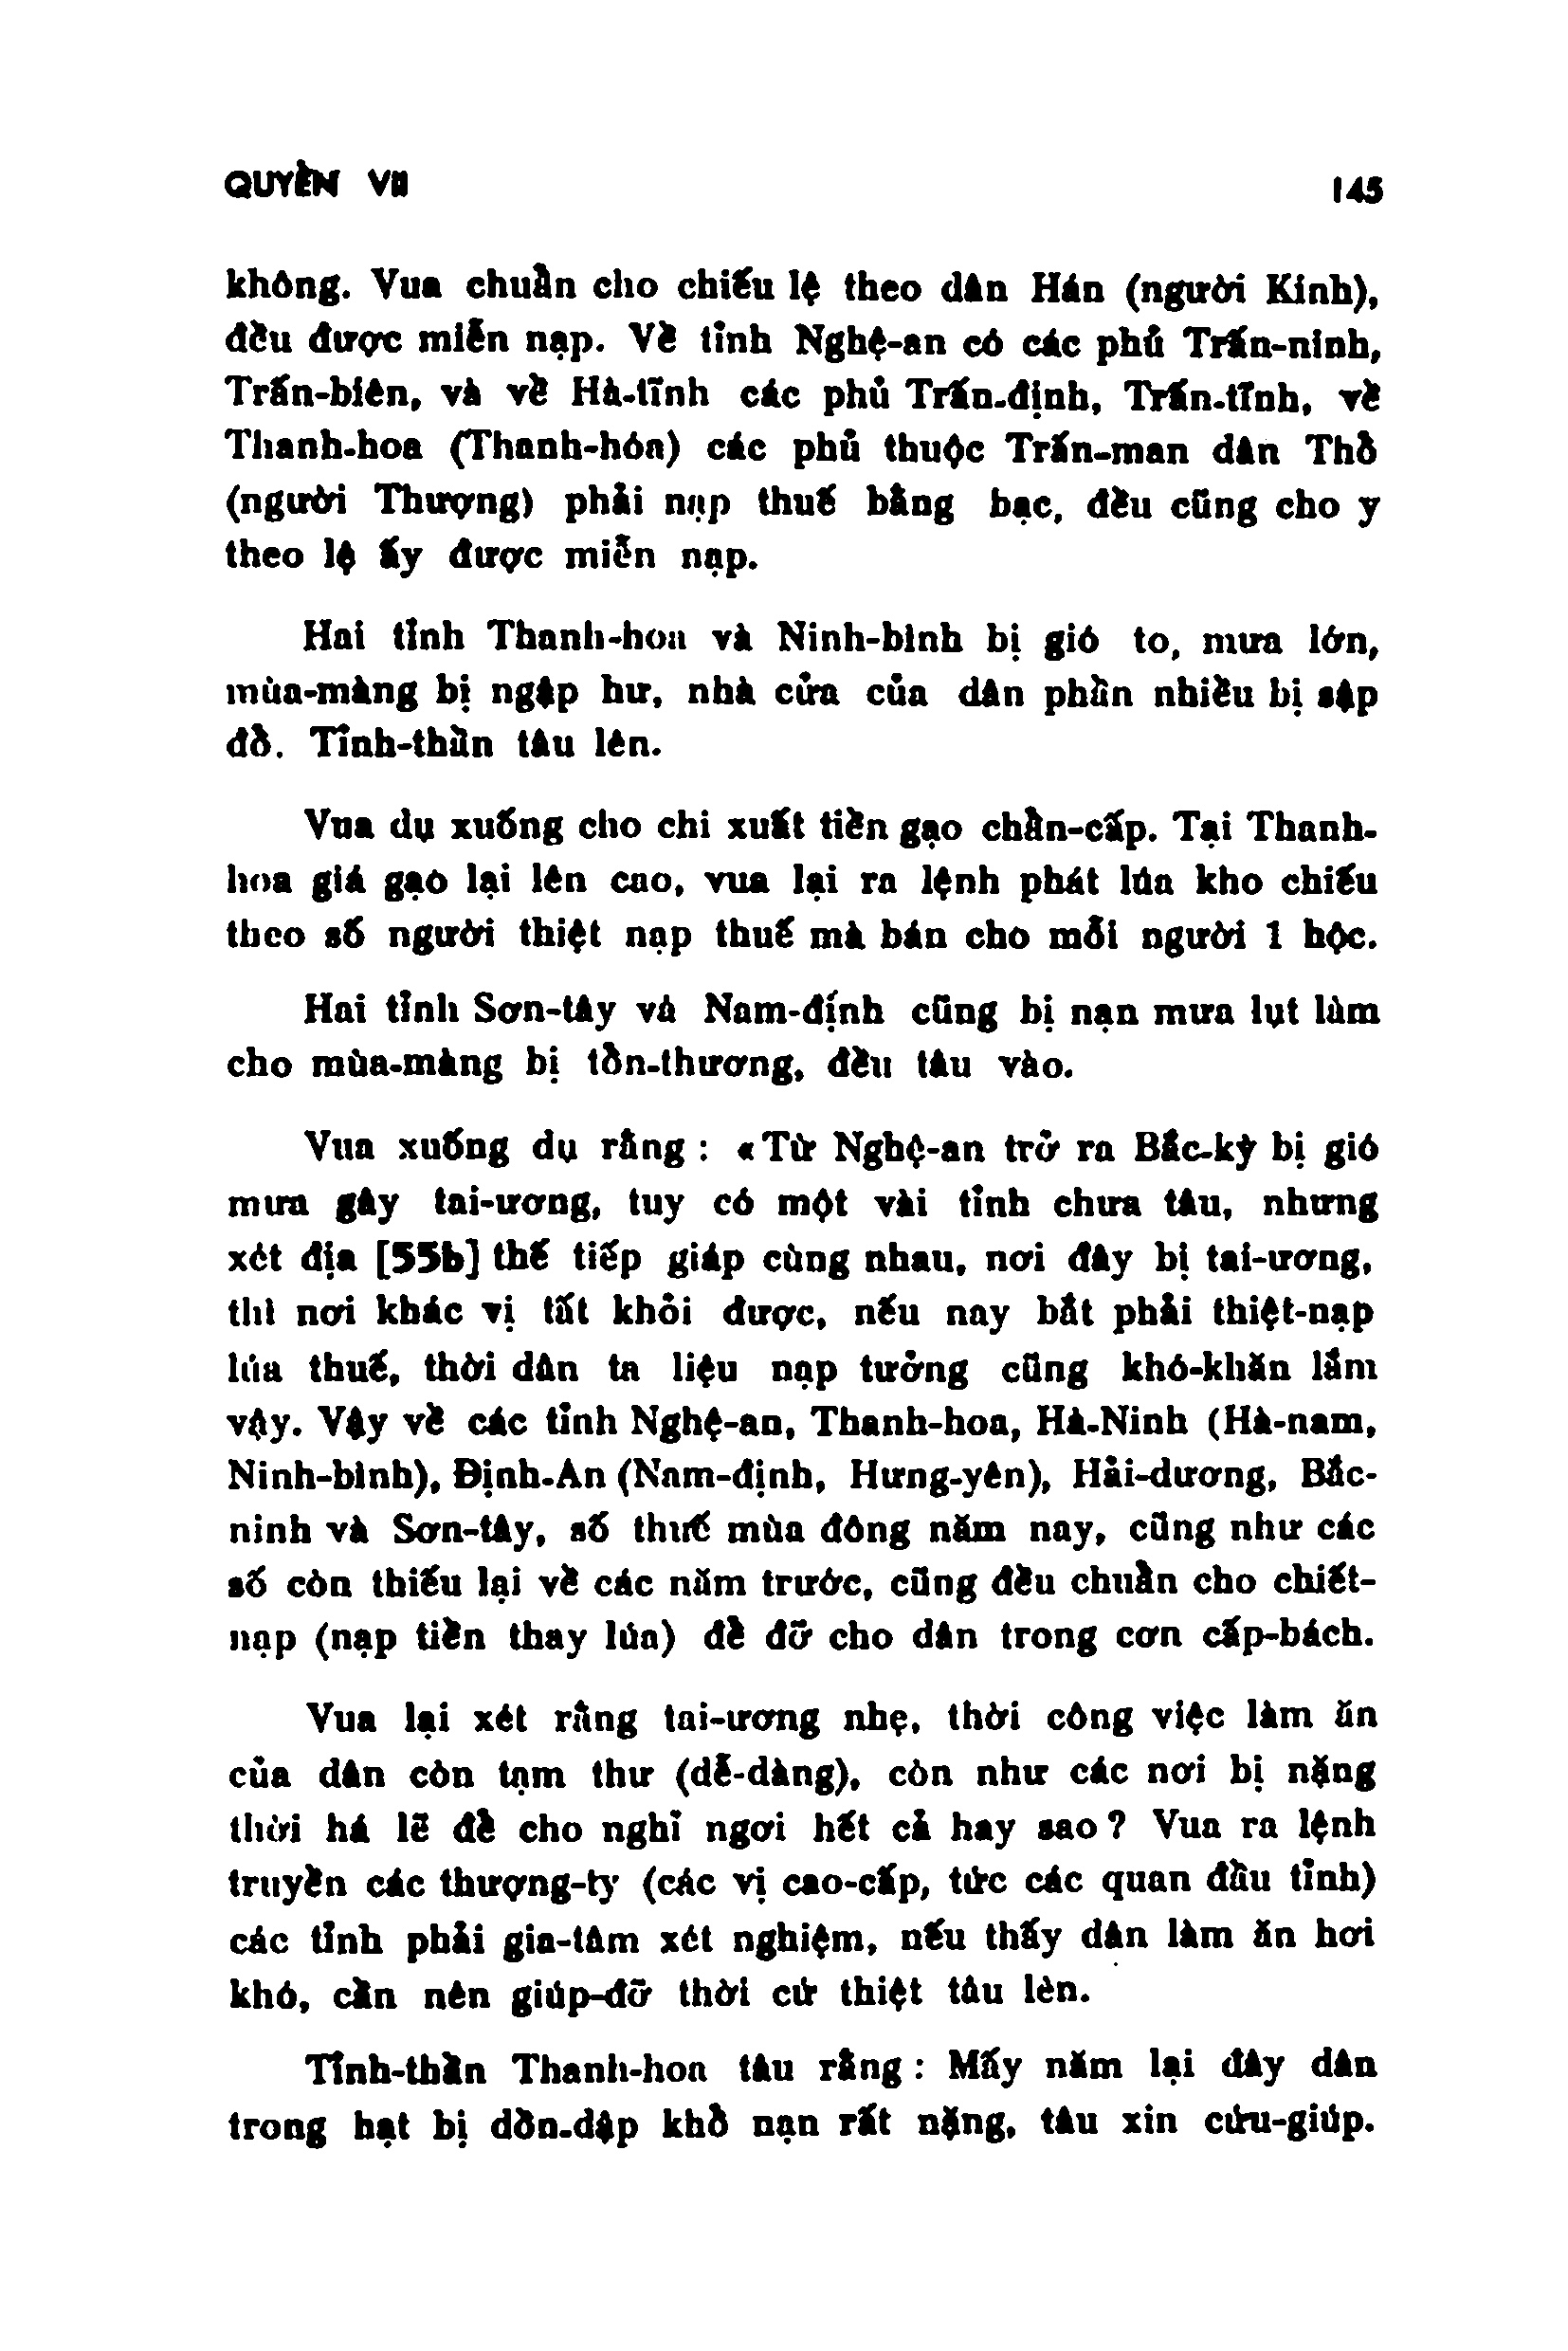 QUYỂN VII 145
không. Vua chuẩn cho chiếu lệ theo dân Hán (người Kinh),
đều được miễn nạp. Về tỉnh Nghệ-an có các phủ Trấn-ninh,
Trấn-biên, và về Hà-tĩnh các phủ Trấn-định, Trấn-tĩnh, về
Thanh-hoa (Thanh-hóa) các phủ thuộc Trấn-man dân Thổ
(người Thượng) phải nạp thuế bằng bạc, đều cũng cho y
theo lệ ấy được miễn nạp.
Hai tỉnh Thanh-hoa và Ninh-bình bị gió to, mưa lớn,
mùa-màng bị ngập hư, nhà cửa của dân phần nhiều bị sập
đổ. Tỉnh-thần tâu lên.
Vua dụ xuống cho chi xuất tiền gạo chẩn-cấp. Tại Thanh-
hoa giá gạo lại lên cao, vua lại ra lệnh phát lúa kho chiếu
theo số người thiệt nạp thuế mà bán cho mỗi người 1 hộc.
Hai tỉnh Sơn-tây và Nam-định cũng bị nạn mưa lụt làm
cho mùa-màng bị tổn-thương, đều tâu vào.
Vua xuống dụ rằng : «Từ Nghệ-an trở ra Bắc-kỳ bị gió
mưa gây tai-ương, tuy có một vài tỉnh chưa tâu, nhưng
xét địa [55b] thế tiếp giáp cùng nhau, nơi đây bị tai-ương,
thì nơi khác vị tất khỏi được, nếu nay bắt phải thiệt-nạp
lúa thuế, thời dân ta liệu nạp tưởng cũng khó-khăn lắm
vậy. Vậy về các tỉnh Nghệ-an, Thanh-hoa, Hà-Ninh (Hà-nam,
Ninh-bình), Định-An (Nam-định, Hưng-yên), Hải-dương, Bắc-
ninh và Sơn-tây, số thuế mùa đông năm nay, cũng như các
số còn thiếu lại về các năm trước, cũng đều chuẩn cho chiết-
nạp (nạp tiền thay lúa) để đỡ cho dân trong cơn cấp-bách.
Vua lại xét rằng tai-ương nhẹ, thời công việc làm ăn
của dân còn tạm thư (dễ-dàng), còn như các nơi bị nặng
thời há lẽ để cho nghỉ ngơi hết cả hay sao ? Vua ra lệnh
truyền các thượng-ty (các vị cao-cấp, tức các quan đầu tỉnh)
các tỉnh phải gia-tâm xét nghiệm, nếu thấy dân làm ăn hơi
khó, cần nên giúp-đỡ thời cứ thiệt tâu lên.
Tỉnh-thần Thanh-hoa tâu rằng : Mấy năm lại đây dân
trong hạt bị dồn-dập khổ nạn rất nặng, tâu xin cứu-giúp.